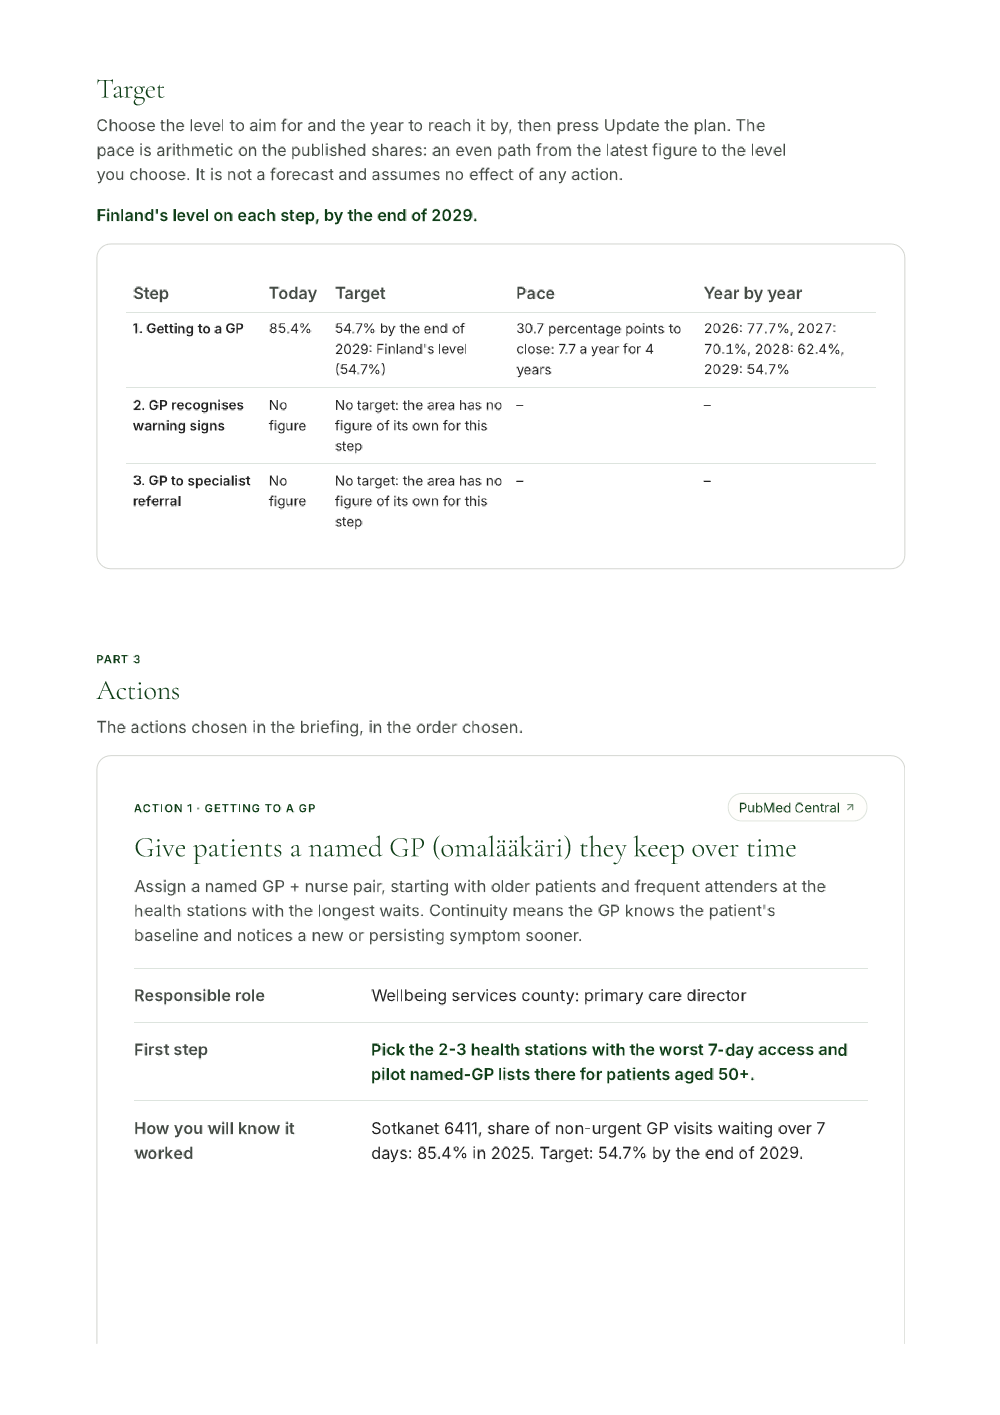 Target
Choose the level to aim for and the year to reach it by, then press Update the plan. The
pace is arithmetic on the published shares: an even path from the latest figure to the level
you choose. It is not a forecast and assumes no effect of any action.
Finland's level on each step, by the end of 2029.
Step Today Target Pace Year by year
1. Getting to a GP 85.4% 54.7% by the end of 30.7 percentage points to 2026: 77.7%, 2027:
2029: Finland's level close: 7.7 a year for 4 70.1%, 2028: 62.4%,
(54.7%) years 2029: 54.7%
2. GP recognises No No target: the area has no – –
warning signs figure figure of its own for this
step
3. GP to specialist No No target: the area has no – –
referral figure figure of its own for this
step
PART 3
Actions
The actions chosen in the briefing, in the order chosen.
ACTION 1 · GETTING TO A GP PubMed Central ↗
Give patients a named GP (omalääkäri) they keep over time
Assign a named GP + nurse pair, starting with older patients and frequent attenders at the
health stations with the longest waits. Continuity means the GP knows the patient's
baseline and notices a new or persisting symptom sooner.
Responsible role Wellbeing services county: primary care director
First step Pick the 2-3 health stations with the worst 7-day access and
pilot named-GP lists there for patients aged 50+.
How you will know it Sotkanet 6411, share of non-urgent GP visits waiting over 7
worked days: 85.4% in 2025. Target: 54.7% by the end of 2029.